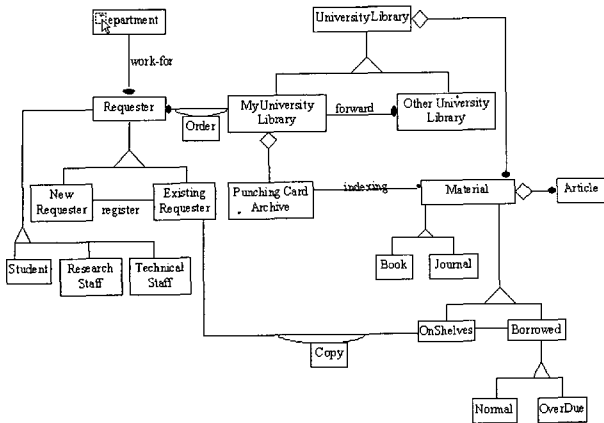 Department
UniversityLibrary
work-for
Requester
Order
MyUniversity
Library
forward
Other University
Library
New
Requester
register
Existing
Requester
Punching Card
Archive
indexing
Material
Article
Student
Research
Staff
Technical
Staff
Book
Journal
OnShelves
Borrowed
Copy
Normal
OverDue